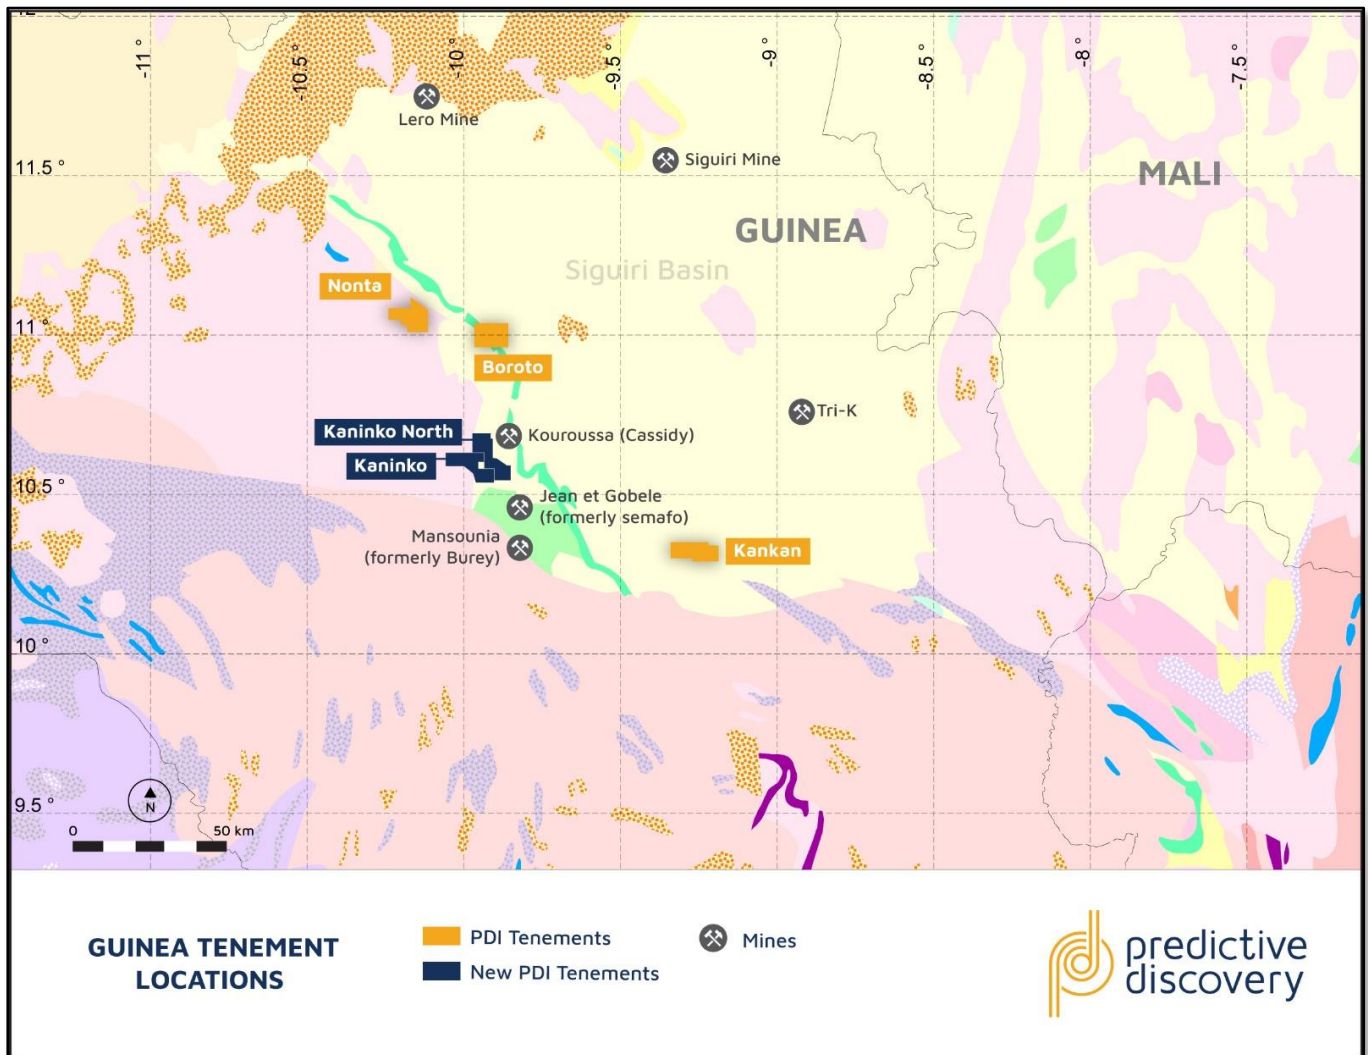 12 °
-11 °
-10.5 °
-10 °
-9.5 °
-9 °
-8.5 °
-8 °
-7.5 °
Lero Mine
Siguiri Mine
11.5 °
MALI
GUINEA
Siguiri Basin
Nonta
11 °
Boroto
Tri-K
Kaninko North
Kouroussa (Cassidy)
Kaninko
10.5 °
Jean et Gobele
(formerly semafo)
Mansounia
(formerly Burey)
Kankan
10 °
N
9.5 °
0 50 km
GUINEA TENEMENT
LOCATIONS
PDI Tenements
New PDI Tenements
Mines
predictive
discovery